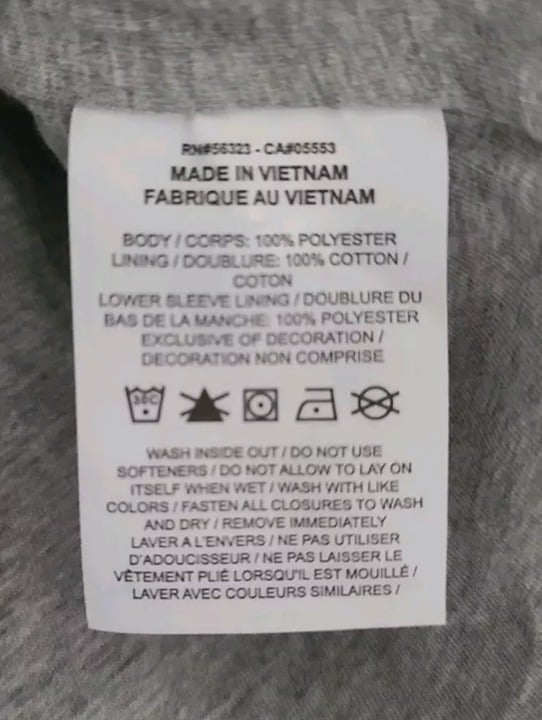 RN#56323 - CA#05553
MADE IN VIETNAM
FABRIQUE AU VIETNAM
BODY / CORPS: 100% POLYESTER
LINING / DOUBLURE: 100% COTTON /
COTON
LOWER SLEEVE LINING / DOUBLURE DU
BAS DE LA MANCHE: 100% POLYESTER
EXCLUSIVE OF DECORATION /
DECORATION NON COMPRISE
30C
WASH INSIDE OUT / DO NOT USE
SOFTENERS / DO NOT ALLOW TO LAY ON
ITSELF WHEN WET / WASH WITH LIKE
COLORS / FASTEN ALL CLOSURES TO WASH
AND DRY / REMOVE IMMEDIATELY
LAVER A L'ENVERS / NE PAS UTILISER
D'ADOUCISSEUR / NE PAS LAISSER LE
VÊTEMENT PLIÉ LORSQU'IL EST MOUILLÉ /
LAVER AVEC COULEURS SIMILAIRES /